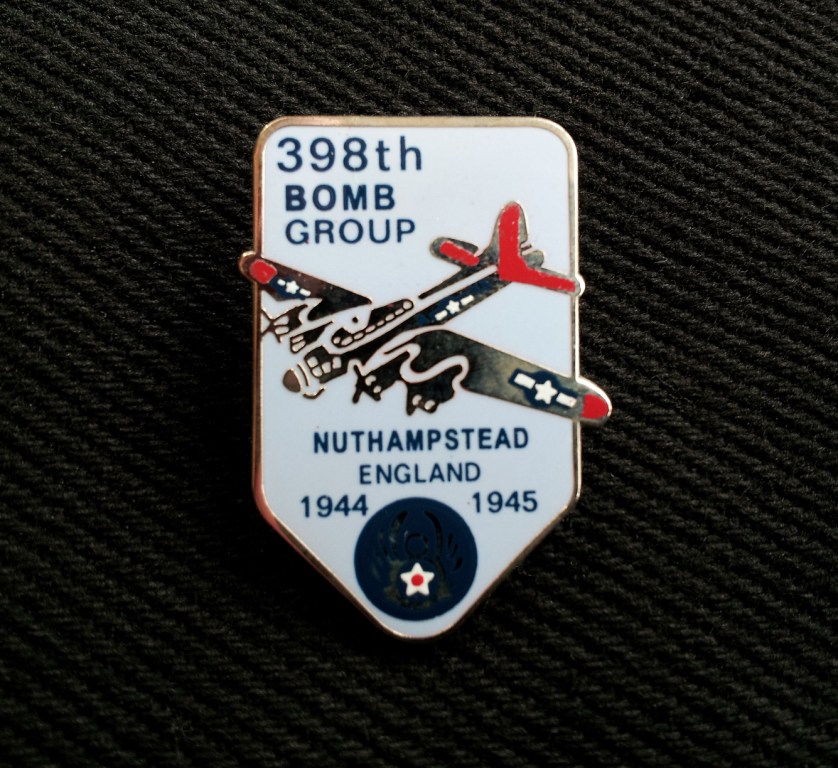 398th
BOMB
GROUP
NUTHAMPSTEAD
ENGLAND
1944 1945